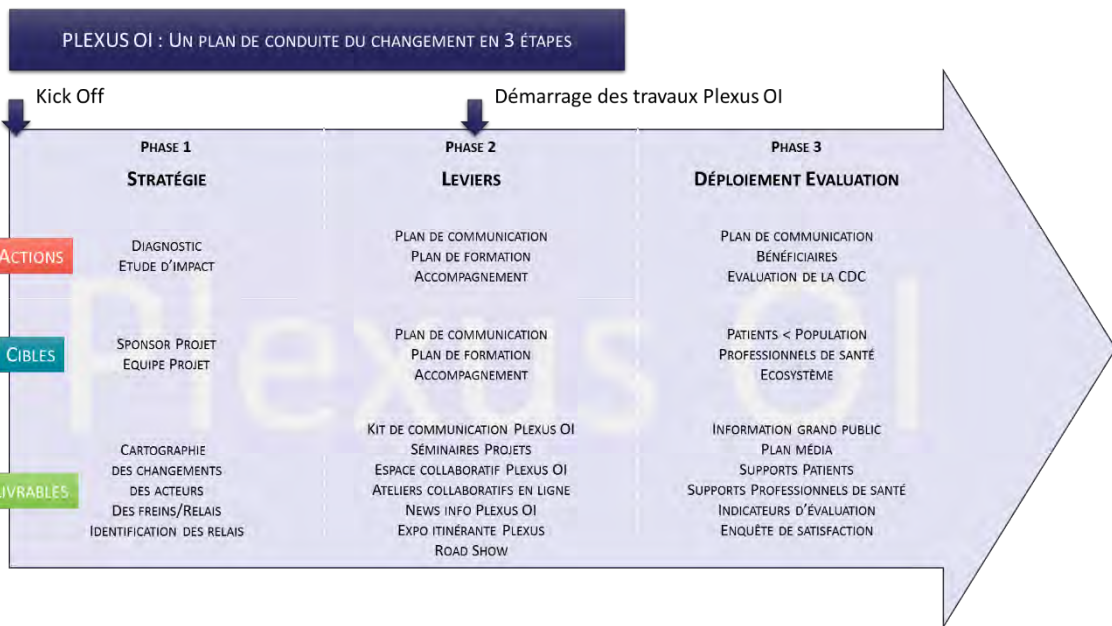 PLEXUS OI : UN PLAN DE CONDUITE DU CHANGEMENT EN 3 ÉTAPES
Kick Off
Démarrage des travaux Plexus OI
PHASE 1
STRATÉGIE
PHASE 2
LEVIERS
PHASE 3
DÉPLOIEMENT EVALUATION
ACTIONS
DIAGNOSTIC
ETUDE D'IMPACT
PLAN DE COMMUNICATION
PLAN DE FORMATION
ACCOMPAGNEMENT
PLAN DE COMMUNICATION
BÉNÉFICIAIRES
EVALUATION DE LA CDC
CIBLES
SPONSOR PROJET
EQUIPE PROJET
PLAN DE COMMUNICATION
PLAN DE FORMATION
ACCOMPAGNEMENT
PATIENTS < POPULATION
PROFESSIONNELS DE SANTÉ
ECOSYSTÈME
IVRABLES
CARTOGRAPHIE
DES CHANGEMENTS
DES ACTEURS
DES FREINS/RELAIS
IDENTIFICATION DES RELAIS
KIT DE COMMUNICATION PLEXUS OI
SÉMINAIRES PROJETS
ESPACE COLLABORATIF PLEXUS OI
ATELIERS COLLABORATIFS EN LIGNE
NEWS INFO PLEXUS OI
EXPO ITINÉRANTE PLEXUS
ROAD SHOW
INFORMATION GRAND PUBLIC
PLAN MÉDIA
SUPPORTS PATIENTS
SUPPORTS PROFESSIONNELS DE SANTÉ
INDICATEURS D'ÉVALUATION
ENQUÊTE DE SATISFACTION
Plexus OI